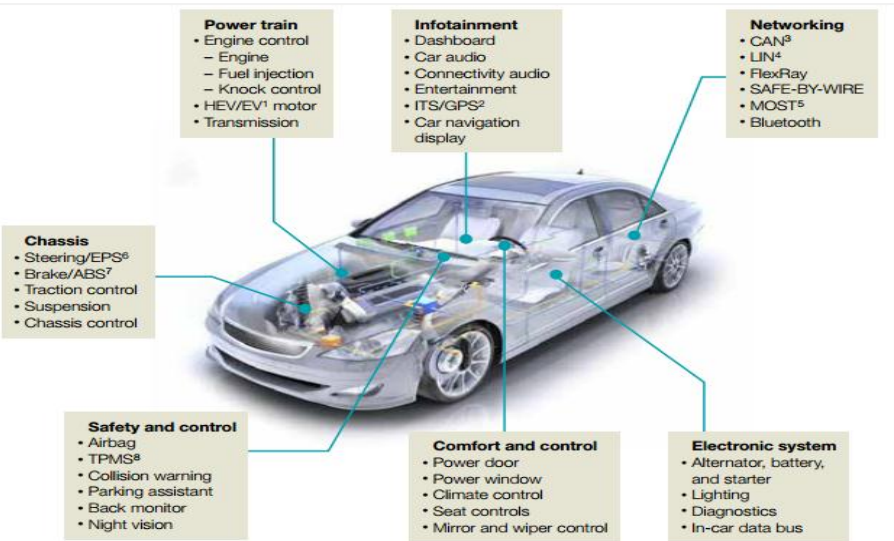 Power train
• Engine control
– Engine
– Fuel injection
– Knock control
• HEV/EV¹ motor
• Transmission
Infotainment
• Dashboard
• Car audio
• Connectivity audio
• Entertainment
• ITS/GPS²
• Car navigation
display
Networking
• CAN³
• LIN⁴
• FlexRay
• SAFE-BY-WIRE
• MOST⁵
• Bluetooth
Chassis
• Steering/EPS⁶
• Brake/ABS⁷
• Traction control
• Suspension
• Chassis control
Safety and control
• Airbag
• TPMS⁸
• Collision warning
• Parking assistant
• Back monitor
• Night vision
Comfort and control
• Power door
• Power window
• Climate control
• Seat controls
• Mirror and wiper control
Electronic system
• Alternator, battery,
and starter
• Lighting
• Diagnostics
• In-car data bus